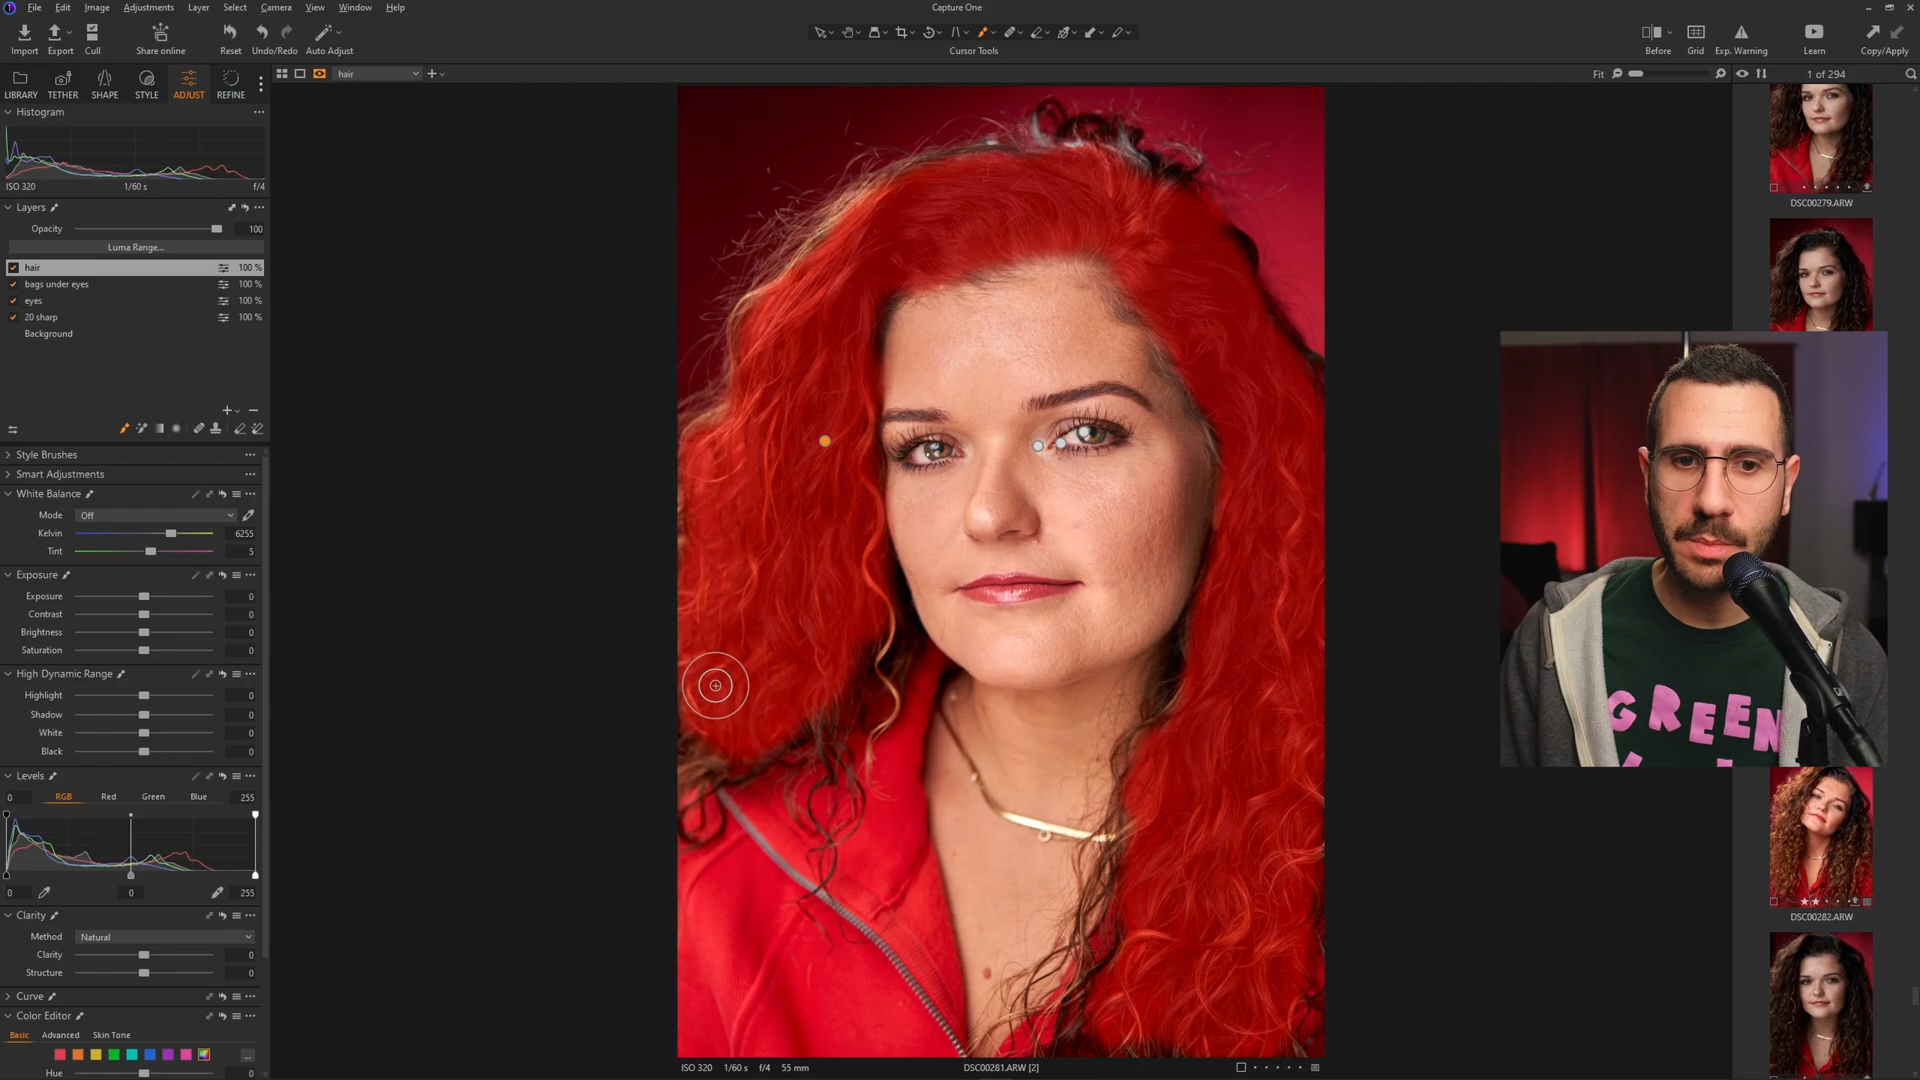 File Edit Image Adjustments Layer Select Camera View Window Help
Capture One
Import Export Cull Share online Reset Undo/Redo Auto Adjust
Cursor Tools
Before Grid Exp. Warning Learn Copy/Apply
hair
Fit
1 of 294
LIBRARY TETHER SHAPE STYLE ADJUST REFINE
Histogram
ISO 320 1/60 s f/4
Layers
Opacity 100
Luma Range...
hair 100 %
bags under eyes 100 %
eyes 100 %
20 sharp 100 %
Background
Style Brushes
Smart Adjustments
White Balance
Mode Off
Kelvin 6255
Tint 5
Exposure
Exposure 0
Contrast 0
Brightness 0
Saturation 0
High Dynamic Range
Highlight 0
Shadow 0
White 0
Black 0
Levels
0 RGB Red Green Blue 255
0 0 255
Clarity
Method Natural
Clarity 0
Structure 0
Curve
Color Editor
Basic Advanced Skin Tone
...
Hue 0
ISO 320 1/60 s f/4 55 mm
DSC00281.ARW [2]
DSC00279.ARW
GREEN
DSC00282.ARW